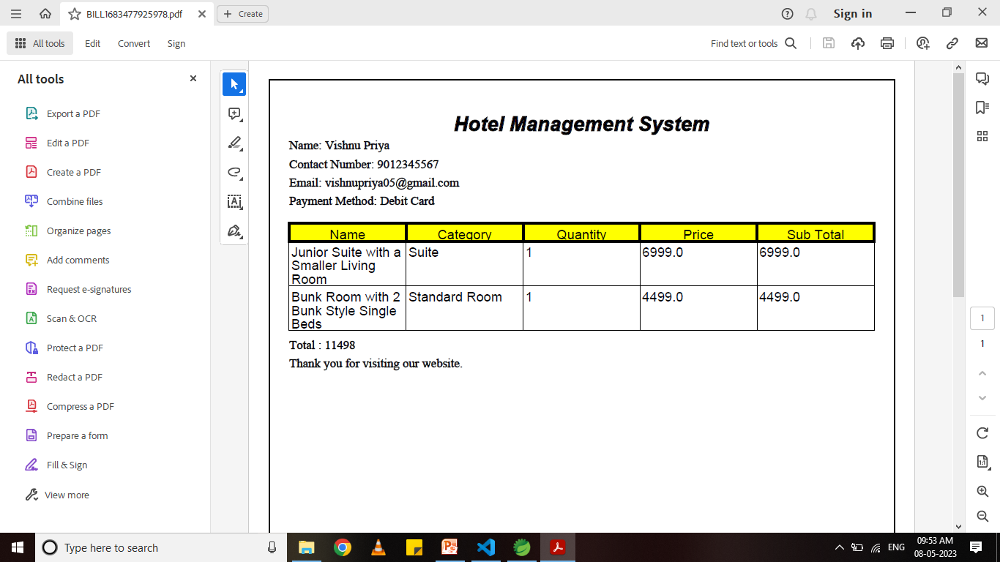 BILL1683477925978.pdf
Create
Sign in
All tools
Edit
Convert
Sign
Find text or tools
All tools
Export a PDF
Edit a PDF
Create a PDF
Combine files
Organize pages
Add comments
Request e-signatures
Scan & OCR
Protect a PDF
Redact a PDF
Compress a PDF
Prepare a form
Fill & Sign
View more
Hotel Management System
Name: Vishnu Priya
Contact Number: 9012345567
Email: vishnupriya05@gmail.com
Payment Method: Debit Card
Name Category Quantity Price Sub Total
Junior Suite with a Suite 1 6999.0 6999.0
Smaller Living
Room
Bunk Room with 2 Standard Room 1 4499.0 4499.0
Bunk Style Single
Beds
Total : 11498
Thank you for visiting our website.
1
1
1:1
Type here to search
ENG
09:53 AM
08-05-2023